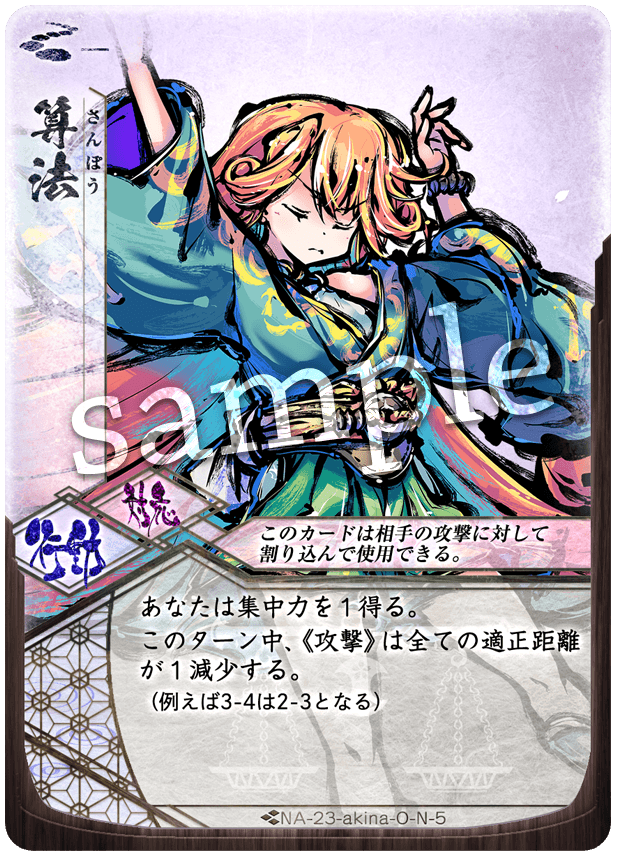 算法
さんぽう
sample
行動
対応
このカードは相手の攻撃に対して
割り込んで使用できる。
あなたは集中力を1得る。
このターン中、《攻撃》は全ての適正距離
が1減少する。
(例えば3-4は2-3となる)
NA-23-akina-O-N-5